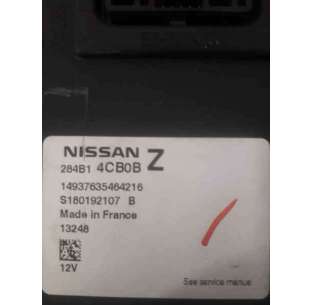 NISSAN Z
284B1 4CB0B
14937635464216
S180192107 B
Made in France
13248
12V
See service manual